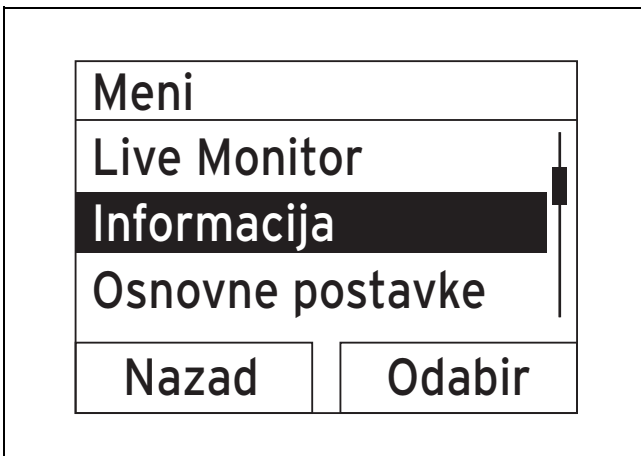 Meni
Live Monitor
Informacija
Osnovne postavke
Nazad Odabir